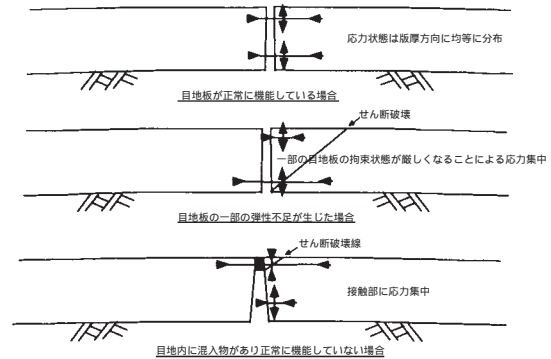 応力状態は版厚方向に均等に分布
目地板が正常に機能している場合
せん断破壊
一部の目地板の拘束状態が厳しくなることによる応力集中
目地板の一部の弾性不足が生じた場合
せん断破壊線
接触部に応力集中
目地内に混入物があり正常に機能していない場合